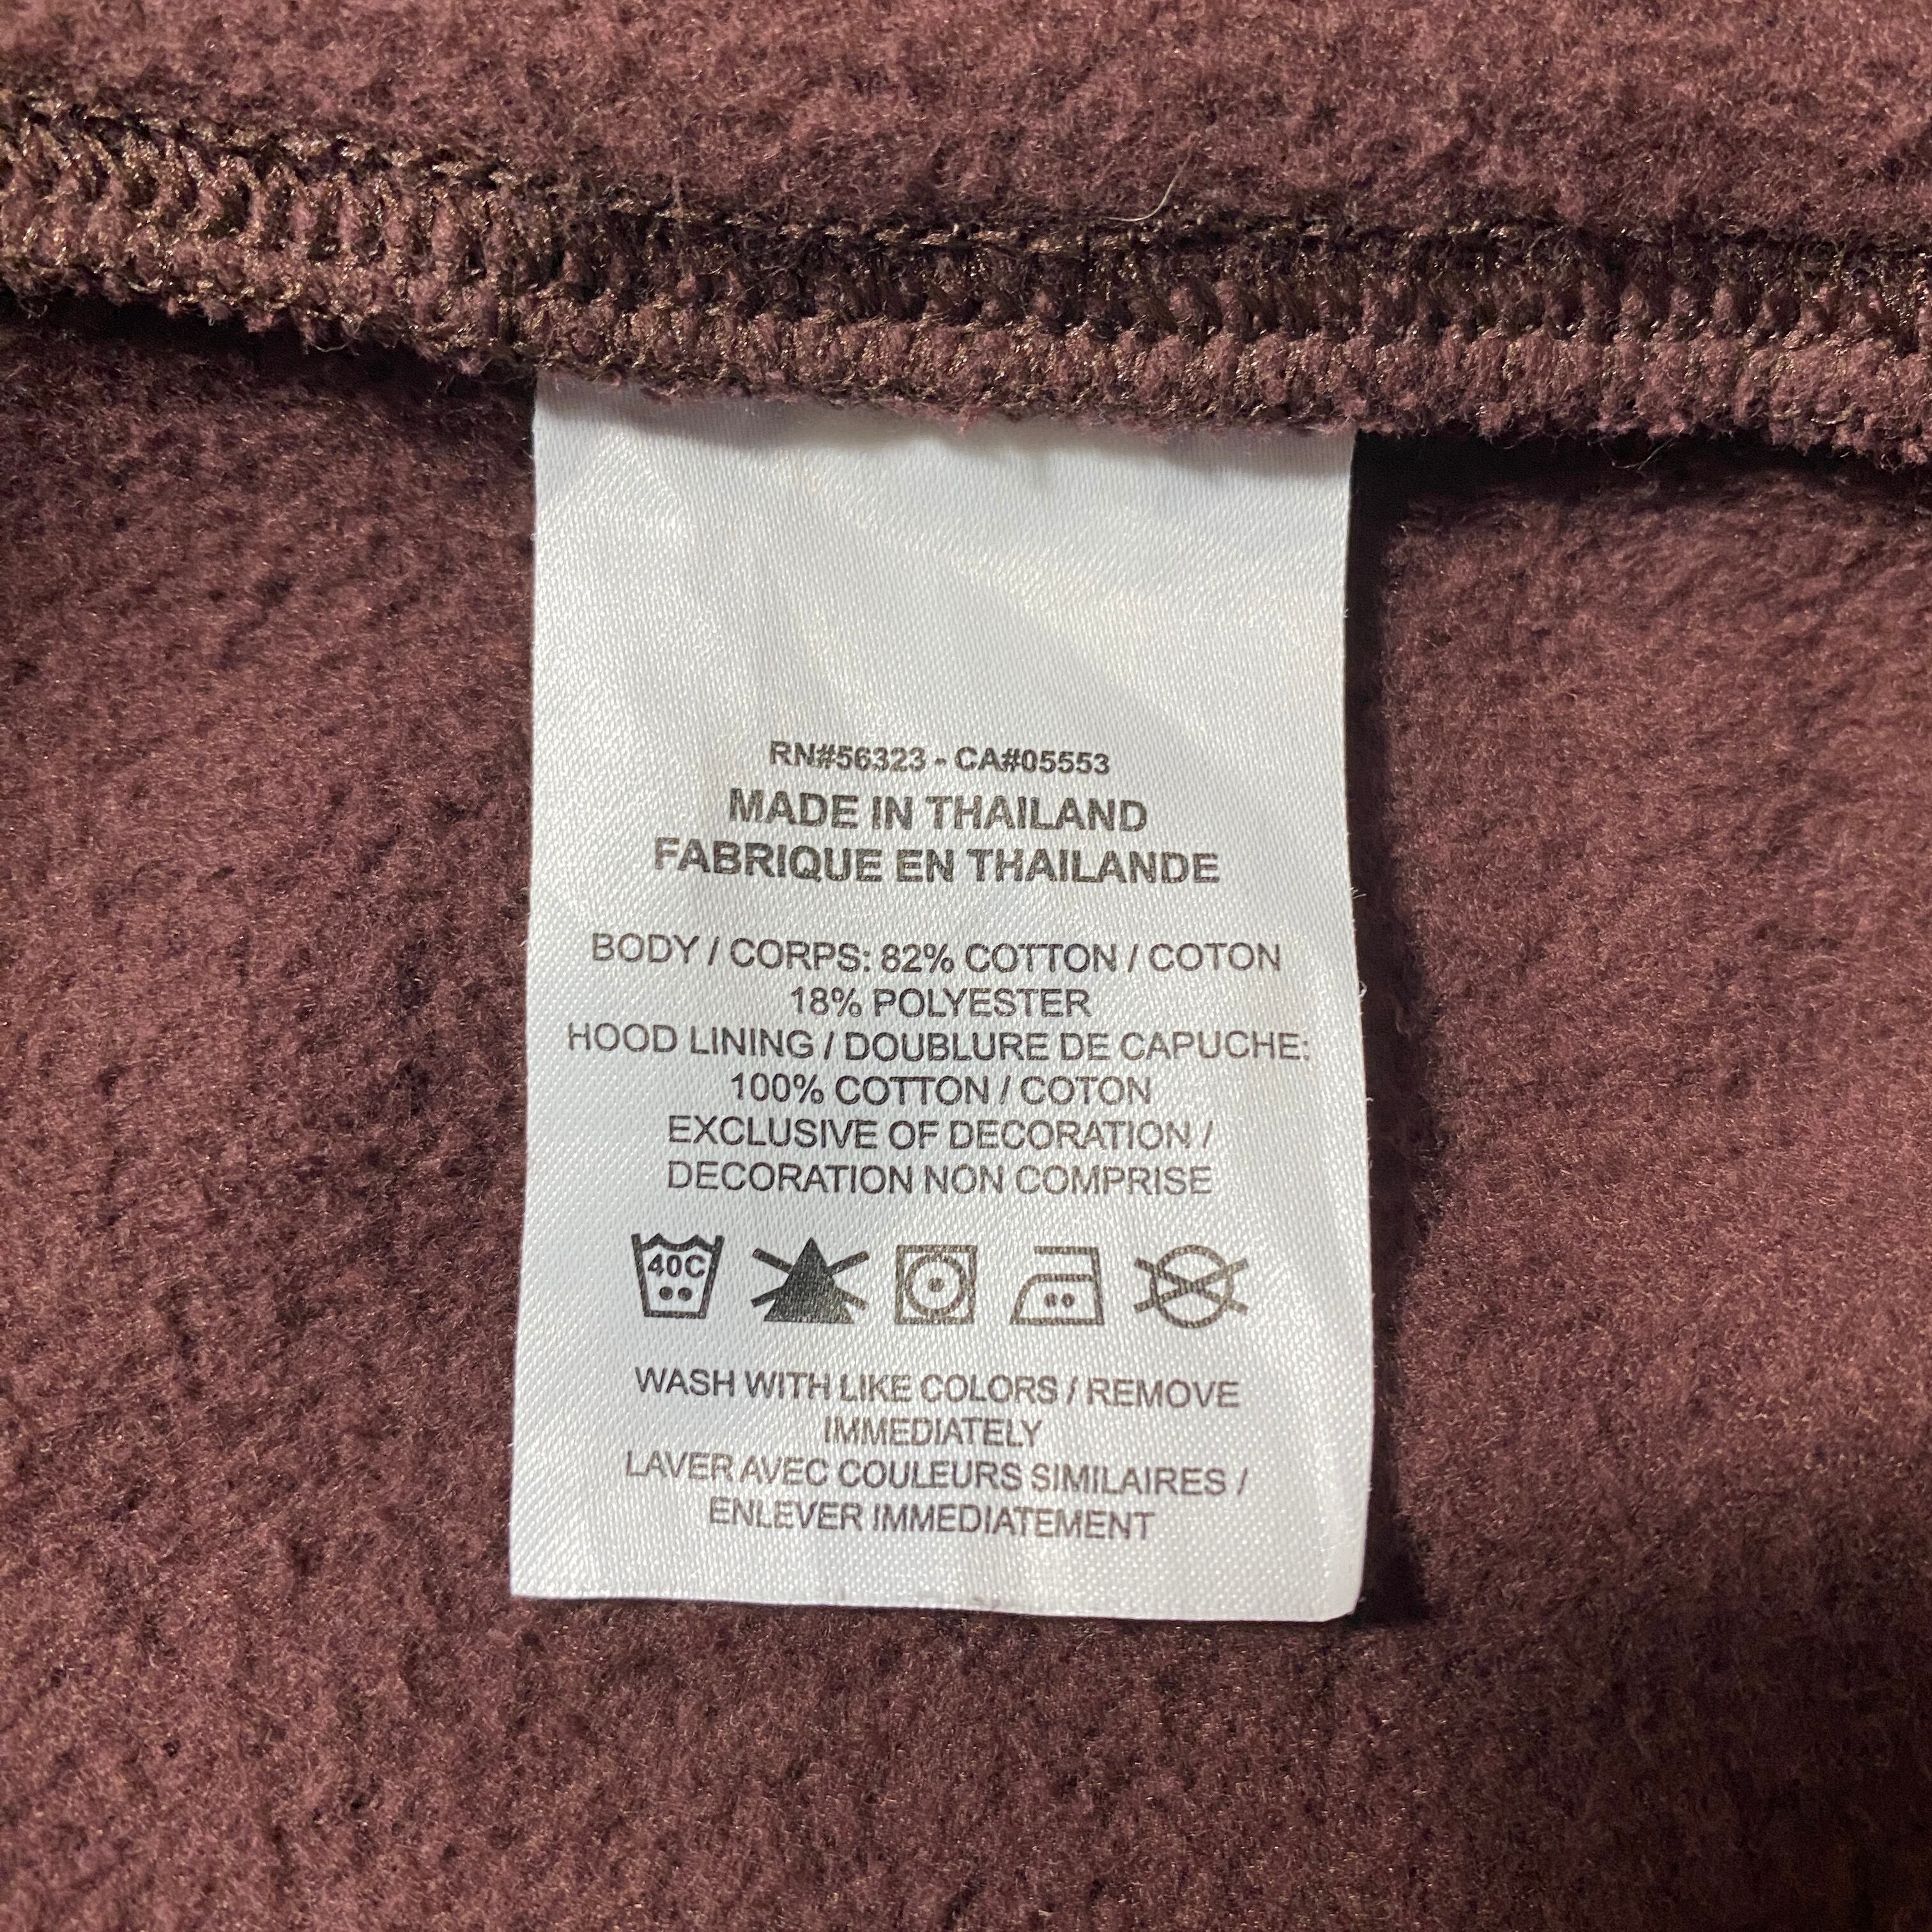 RN#56323 - CA#05553
MADE IN THAILAND
FABRIQUE EN THAILANDE
BODY / CORPS: 82% COTTON / COTON
18% POLYESTER
HOOD LINING / DOUBLURE DE CAPUCHE:
100% COTTON / COTON
EXCLUSIVE OF DECORATION /
DECORATION NON COMPRISE
40C
WASH WITH LIKE COLORS / REMOVE
IMMEDIATELY
LAVER AVEC COULEURS SIMILAIRES /
ENLEVER IMMEDIATEMENT